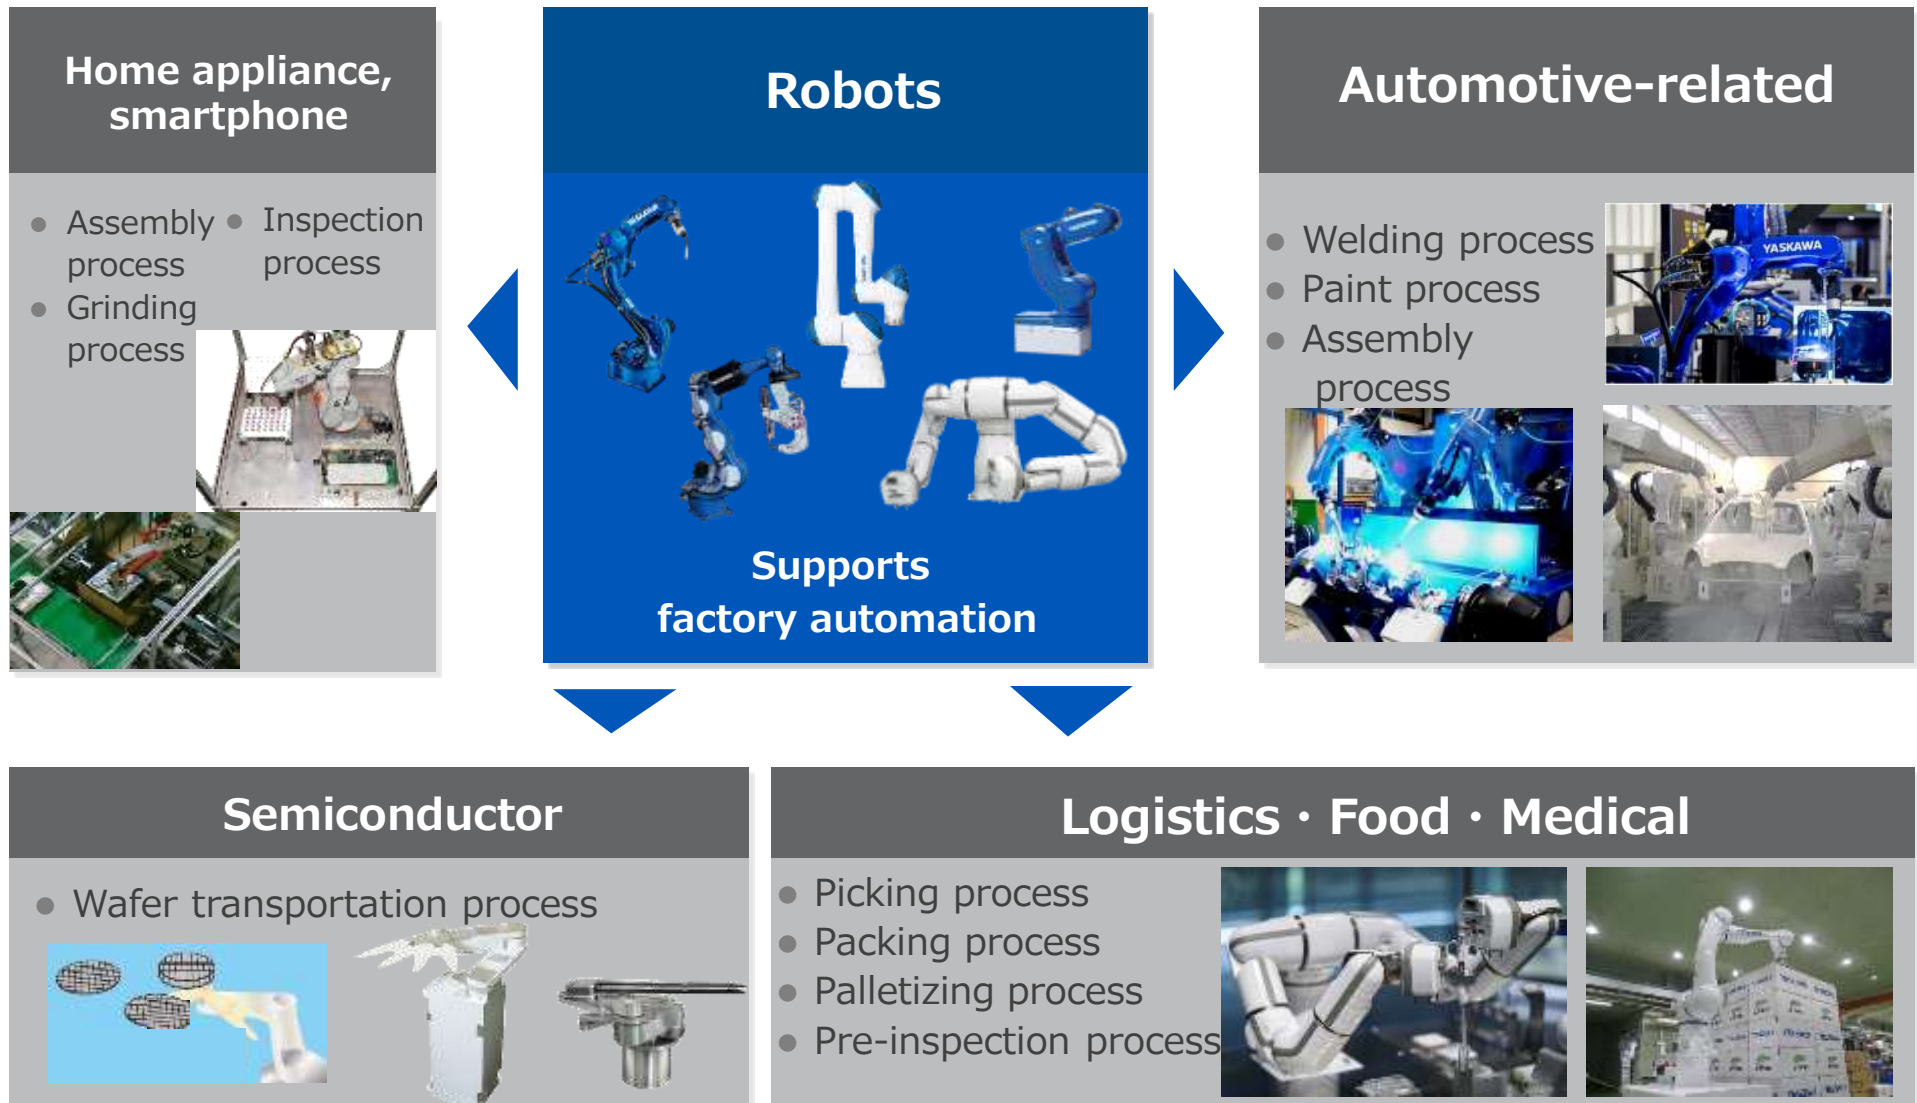 Home appliance,
smartphone
Assembly
process
Grinding
process
Inspection
process
Robots
Supports
factory automation
Automotive-related
Welding process
Paint process
Assembly
process
YASKAWA
Semiconductor
Wafer transportation process
Logistics・Food・Medical
Picking process
Packing process
Palletizing process
Pre-inspection process